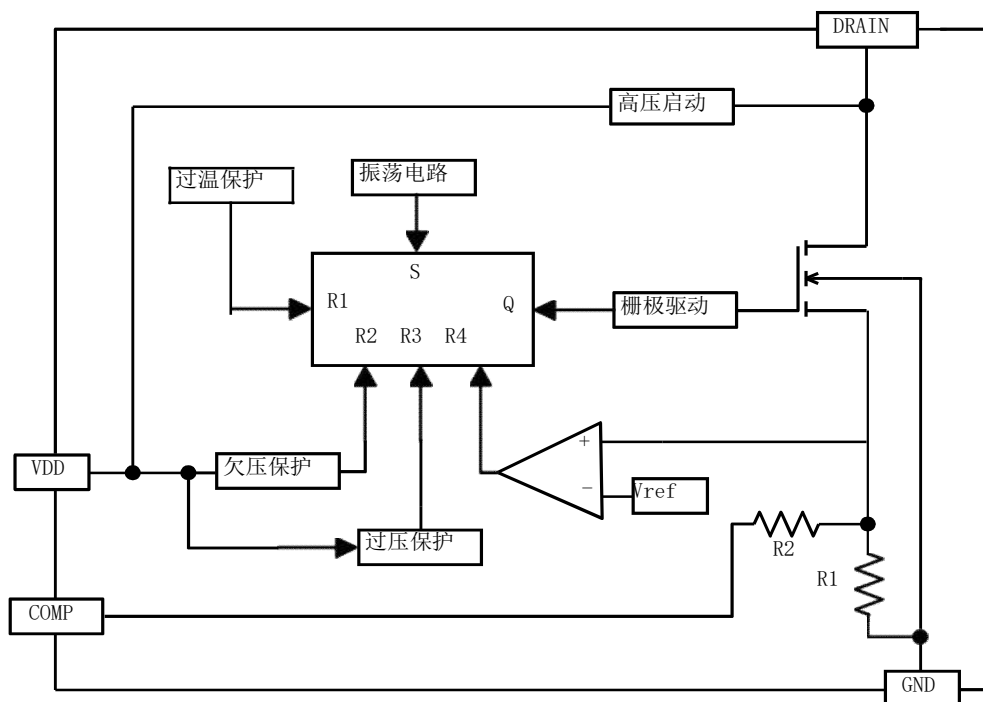 DRAIN
高压启动
过温保护
振荡电路
S
R1
Q
栅极驱动
R2 R3 R4
+
VDD
欠压保护
-
Vref
过压保护
R2
R1
COMP
GND